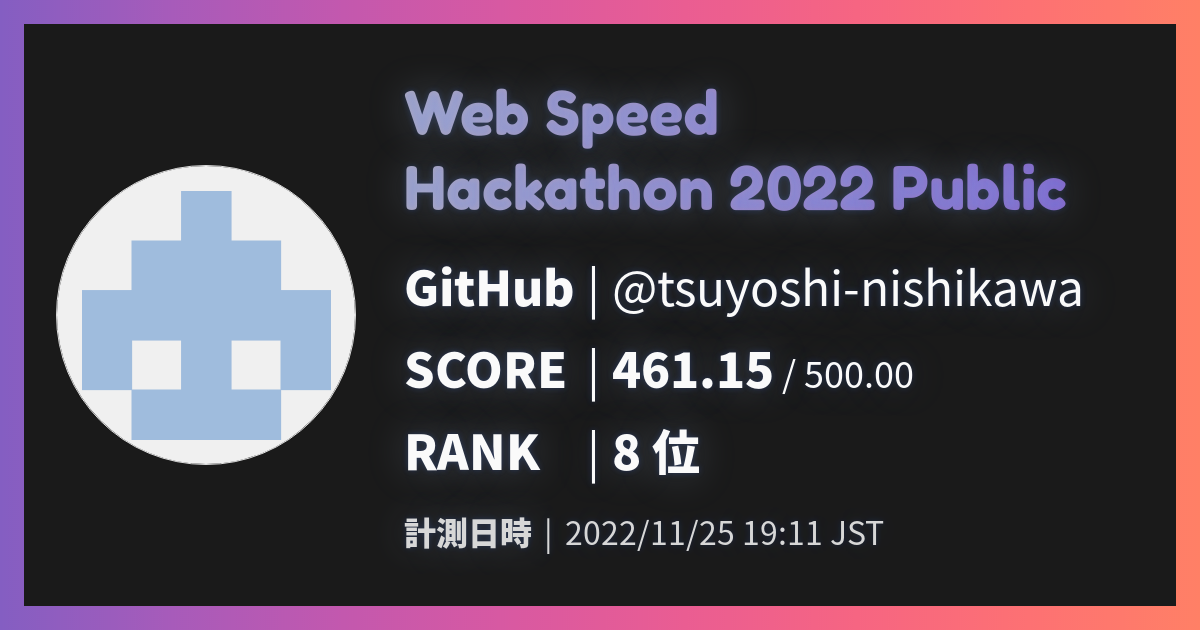 Web Speed
Hackathon 2022 Public
GitHub | @tsuyoshi-nishikawa
SCORE | 461.15 / 500.00
RANK | 8 位
計測日時 | 2022/11/25 19:11 JST